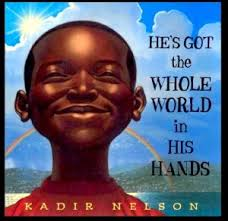 HE'S GOT
the
WHOLE
WORLD
in
HIS
HANDS
KADIR NELSON